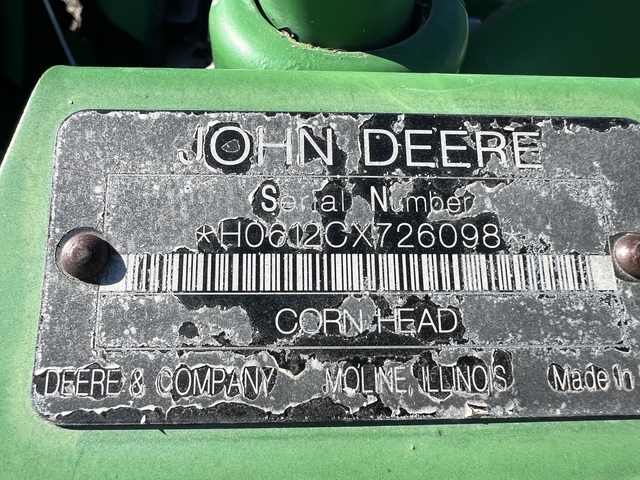 JOHN DEERE
Serial Number
*H0612CX726098*
CORN HEAD
DEERE & COMPANY MOLINE, ILLINOIS Made in